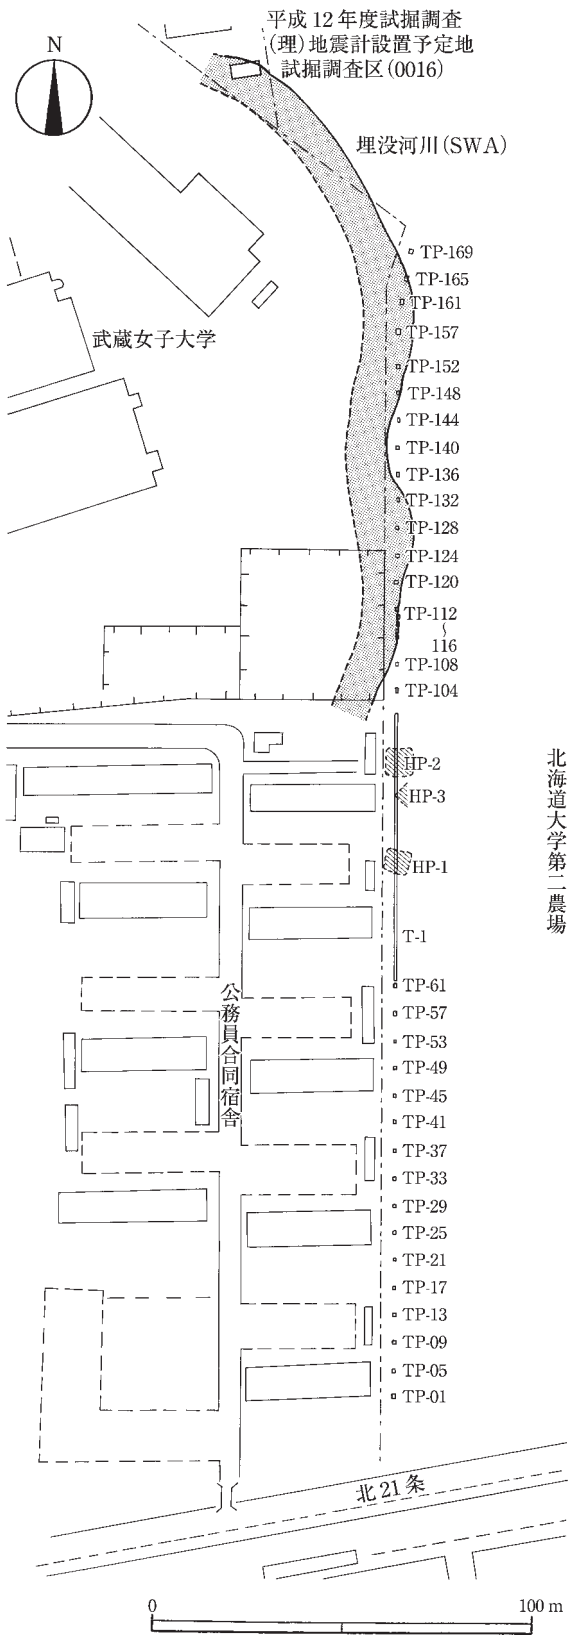 平成12年度試掘調査
(理)地震計設置予定地
試掘調査区(0016)
N
埋没河川(SWA)
TP-169
TP-165
TP-161
TP-157
武蔵女子大学
TP-152
TP-148
TP-144
TP-140
TP-136
TP-132
TP-128
TP-124
TP-120
TP-112
~
116
TP-108
TP-104
HP-2
HP-3
HP-1
北海道大学第二農場
T-1
TP-61
公務員合同宿舎
TP-57
TP-53
TP-49
TP-45
TP-41
TP-37
TP-33
TP-29
TP-25
TP-21
TP-17
TP-13
TP-09
TP-05
TP-01
北21条
0 100 m